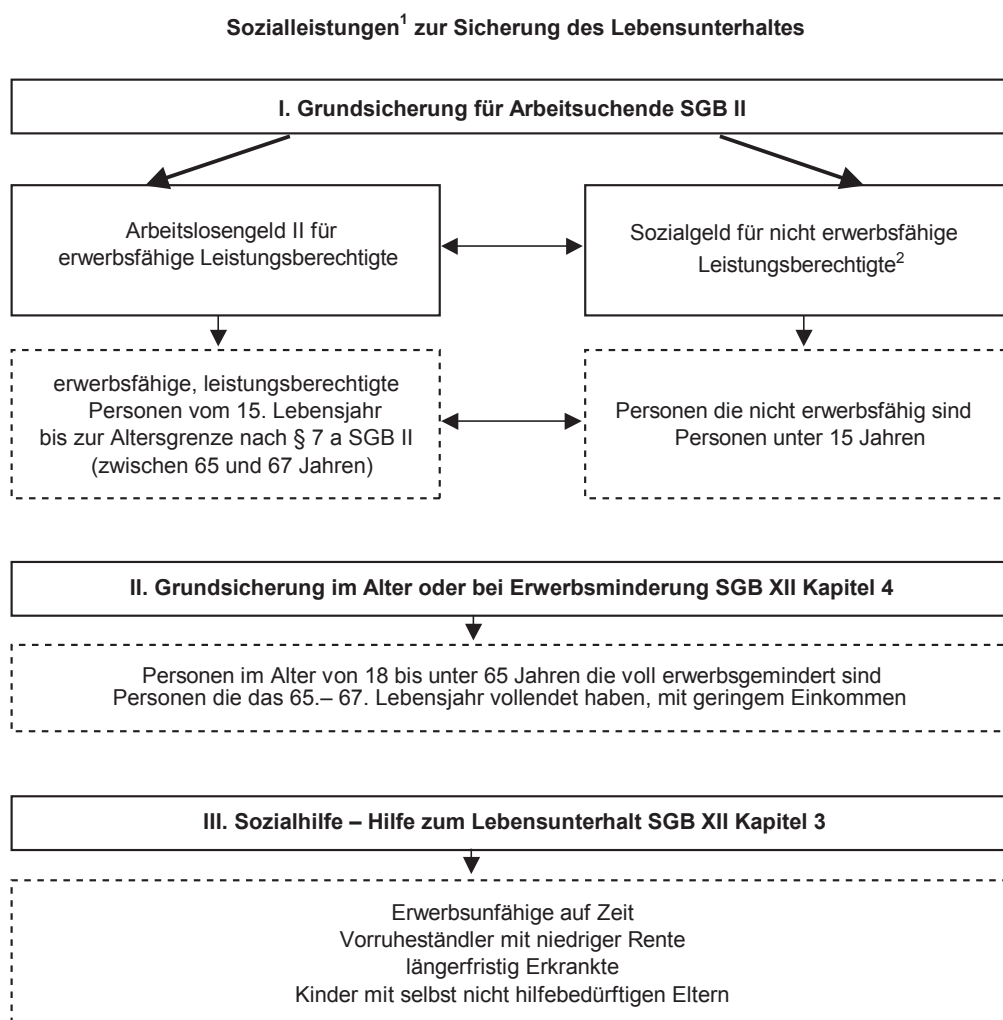 Sozialleistungen¹ zur Sicherung des Lebensunterhaltes
I. Grundsicherung für Arbeitsuchende SGB II
Arbeitslosengeld II für
erwerbsfähige Leistungsberechtigte
Sozialgeld für nicht erwerbsfähige
Leistungsberechtigte²
erwerbsfähige, leistungsberechtigte
Personen vom 15. Lebensjahr
bis zur Altersgrenze nach § 7 a SGB II
(zwischen 65 und 67 Jahren)
Personen die nicht erwerbsfähig sind
Personen unter 15 Jahren
II. Grundsicherung im Alter oder bei Erwerbsminderung SGB XII Kapitel 4
Personen im Alter von 18 bis unter 65 Jahren die voll erwerbsgemindert sind
Personen die das 65.– 67. Lebensjahr vollendet haben, mit geringem Einkommen
III. Sozialhilfe – Hilfe zum Lebensunterhalt SGB XII Kapitel 3
Erwerbsunfähige auf Zeit
Vorruheständler mit niedriger Rente
längerfristig Erkrankte
Kinder mit selbst nicht hilfebedürftigen Eltern